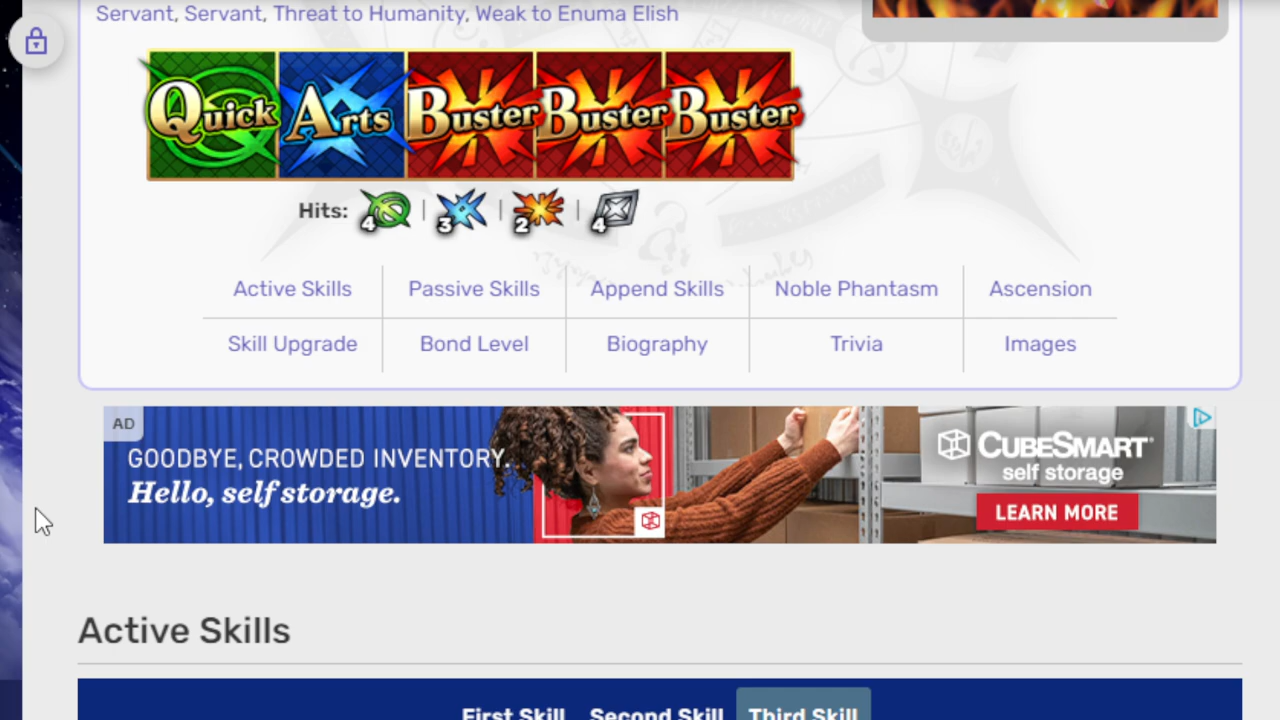 Servant, Servant, Threat to Humanity, Weak to Enuma Elish
Quick Arts Buster Buster Buster
Hits: 4 | 3 | 2 | 4
Active Skills Passive Skills Append Skills Noble Phantasm Ascension
Skill Upgrade Bond Level Biography Trivia Images
AD
GOODBYE, CROWDED INVENTORY.
Hello, self storage.
CUBESMART®
self storage
LEARN MORE
Active Skills
First Skill Second Skill Third Skill